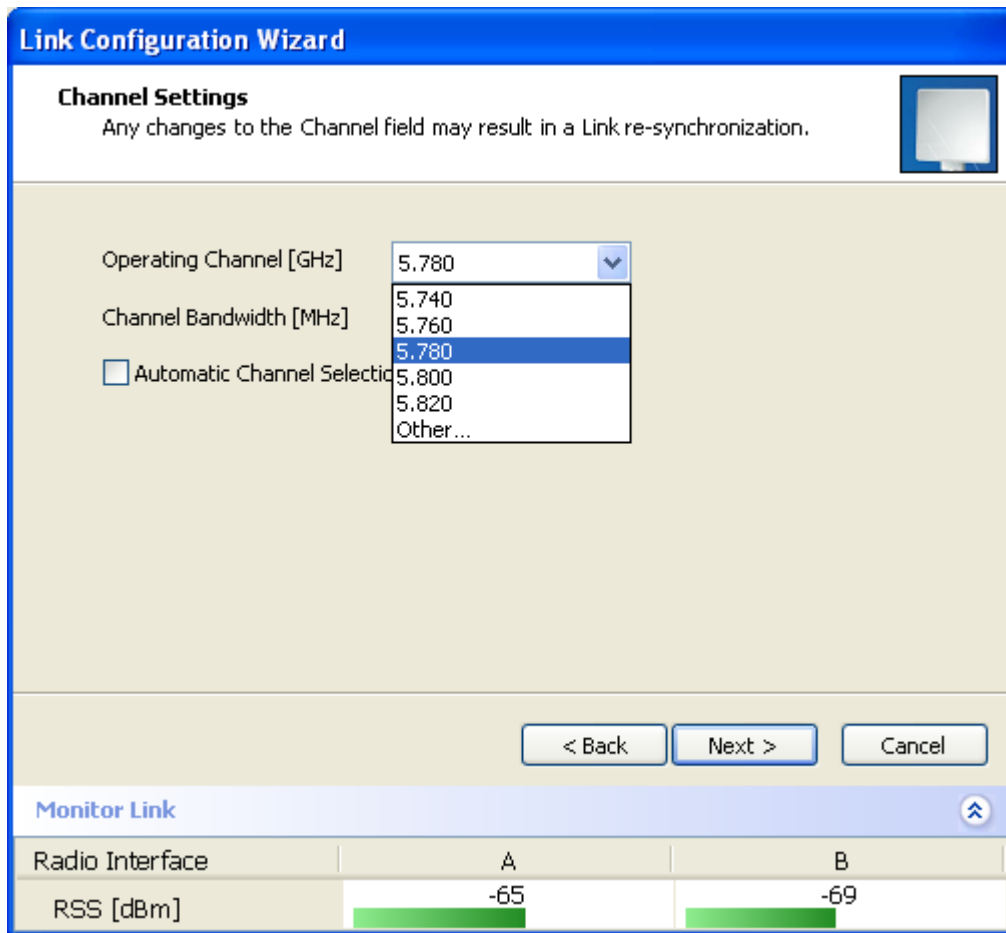 Link Configuration Wizard
Channel Settings
Any changes to the Channel field may result in a Link re-synchronization.
Operating Channel [GHz] 5.780
5.740
Channel Bandwidth [MHz] 5.760
5.780
Automatic Channel Selectio 5.800
5.820
Other...
< Back Next > Cancel
Monitor Link
Radio Interface A B
RSS [dBm] -65 -69